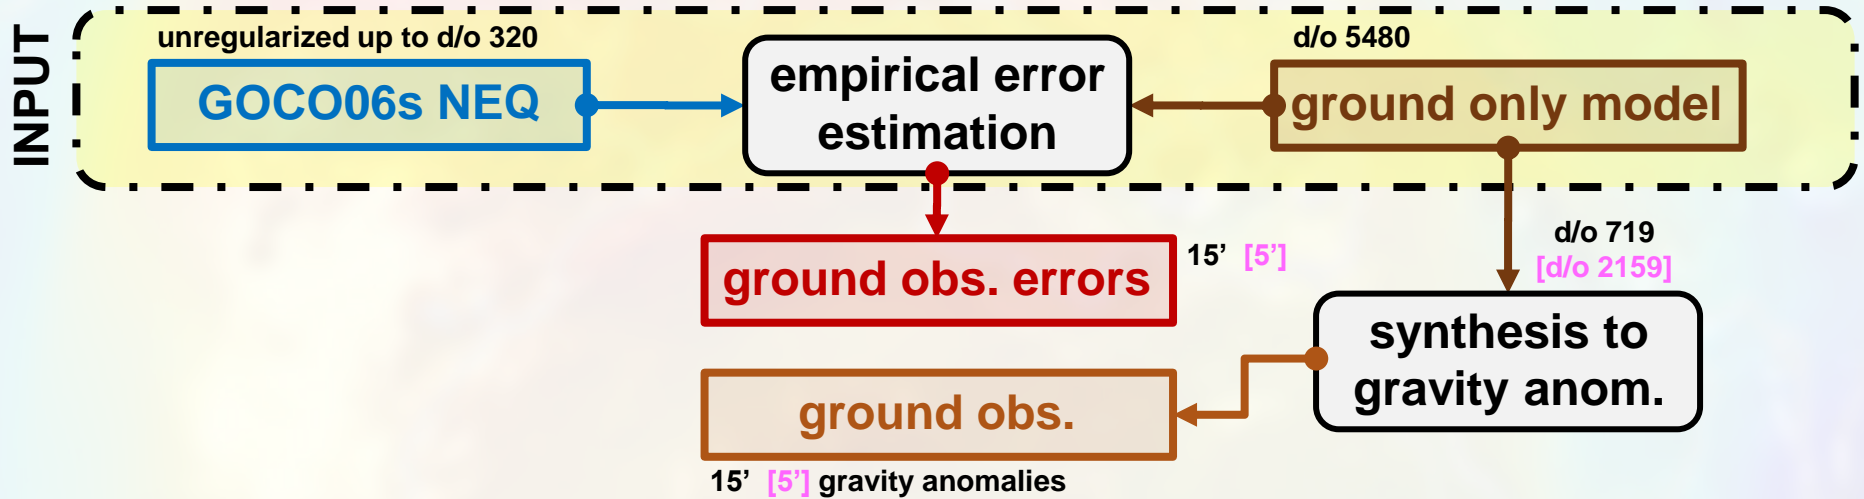 INPUT
unregularized up to d/o 320
GOCO06s NEQ
empirical error
estimation
d/o 5480
ground only model
ground obs. errors
15’ [5’]
d/o 719
[d/o 2159]
synthesis to
gravity anom.
ground obs.
15’ [5’] gravity anomalies